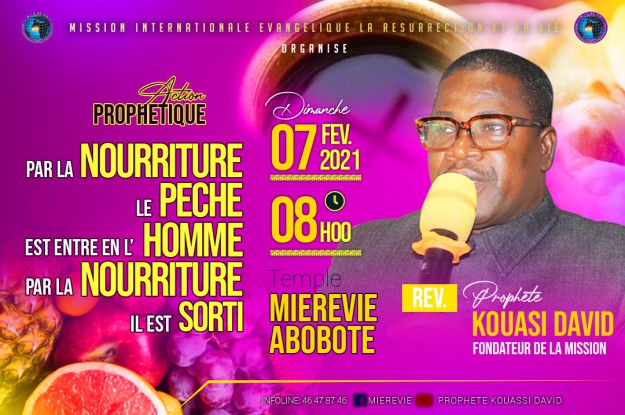 MISSION INTERNATIONALE EVANGELIQUE LA RESURRECTION ET LA VIE
ORGANISE
Action
PROPHETIQUE
PAR LA NOURRITURE
LE PECHE
EST ENTRE EN L' HOMME
PAR LA NOURRITURE
IL EST SORTI
Dimanche
07 FEV.
2021
08 H00
Temple
MIEREVIE
ABOBOTE
REV. Prophète
KOUASI DAVID
FONDATEUR DE LA MISSION
INFOLINE: 46 47 87 46 MIEREVIE PROPHETE KOUASSI DAVID